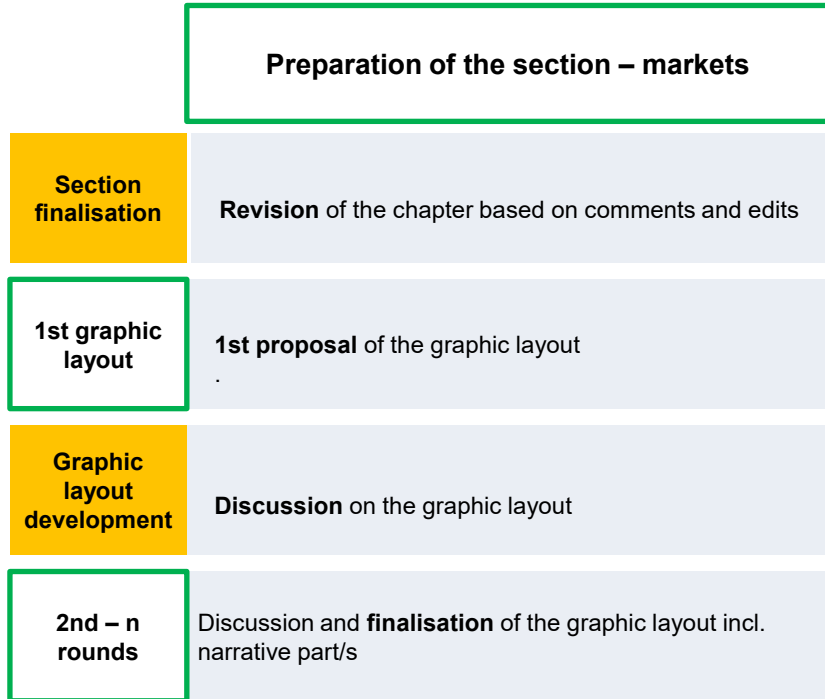 Preparation of the section – markets
Section
finalisation
Revision of the chapter based on comments and edits
1st graphic
layout
1st proposal of the graphic layout
.
Graphic
layout
development
Discussion on the graphic layout
2nd – n
rounds
Discussion and finalisation of the graphic layout incl.
narrative part/s